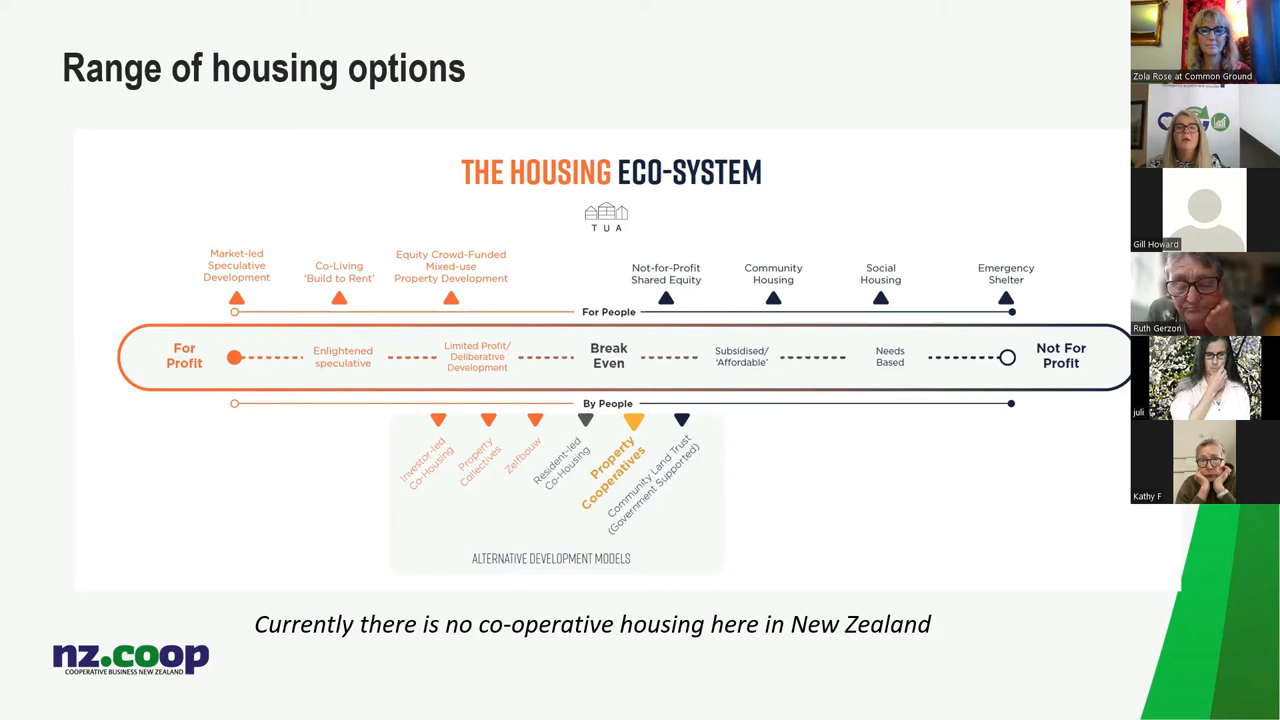 Range of housing options
THE HOUSING ECO-SYSTEM
TUA
Market-led
Speculative
Development
Co-Living
'Build to Rent'
Equity Crowd-Funded
Mixed-use
Property Development
Not-for-Profit
Shared Equity
Community
Housing
Social
Housing
Emergency
Shelter
For People
For
Profit
Enlightened
speculative
Limited Profit/
Deliberative
Development
Break
Even
Subsidised/
'Affordable'
Needs
Based
Not For
Profit
By People
Investor-led
Co-Housing
Property
Collectives
Zelfbouw
Resident-led
Co-Housing
Property
Cooperatives
Community Land Trust
(Government Supported)
ALTERNATIVE DEVELOPMENT MODELS
Currently there is no co-operative housing here in New Zealand
nz.coop
COOPERATIVE BUSINESS NEW ZEALAND
Zola Rose at Common Ground
Gill Howard
Ruth Gerzon
juli
Kathy F